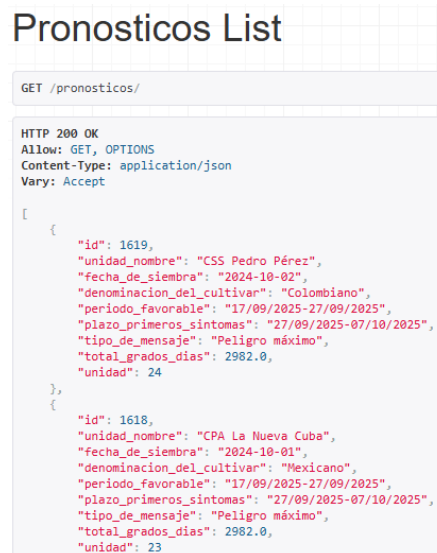 Pronosticos List
GET /pronosticos/
HTTP 200 OK
Allow: GET, OPTIONS
Content-Type: application/json
Vary: Accept
[
    {
        "id": 1619,
        "unidad_nombre": "CSS Pedro Pérez",
        "fecha_de_siembra": "2024-10-02",
        "denominacion_del_cultivar": "Colombiano",
        "periodo_favorable": "17/09/2025-27/09/2025",
        "plazo_primeros_sintomas": "27/09/2025-07/10/2025",
        "tipo_de_mensaje": "Peligro máximo",
        "total_grados_dias": 2982.0,
        "unidad": 24
    },
    {
        "id": 1618,
        "unidad_nombre": "CPA La Nueva Cuba",
        "fecha_de_siembra": "2024-10-01",
        "denominacion_del_cultivar": "Mexicano",
        "periodo_favorable": "17/09/2025-27/09/2025",
        "plazo_primeros_sintomas": "27/09/2025-07/10/2025",
        "tipo_de_mensaje": "Peligro máximo",
        "total_grados_dias": 2982.0,
        "unidad": 23